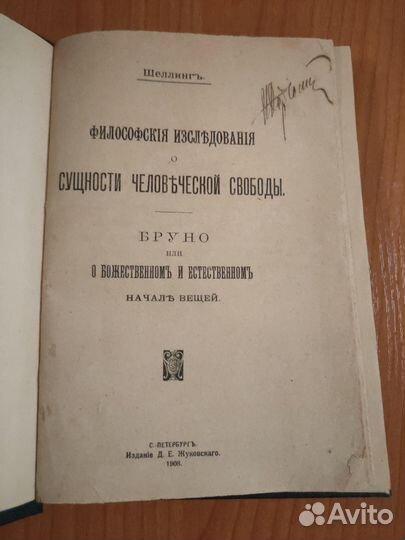 Шеллингъ.
ФИЛОСОФСКІЯ ИЗСЛѢДОВАНІЯ
О
СУЩНОСТИ ЧЕЛОВѢЧЕСКОЙ СВОБОДЫ.
БРУНО
ИЛИ
О БОЖЕСТВЕННОМЪ И ЕСТЕСТВЕННОМЪ
НАЧАЛѢ ВЕЩЕЙ.
С.-ПЕТЕРБУРГЪ.
Изданіе Д. Е. Жуковскаго.
1908.
Avito